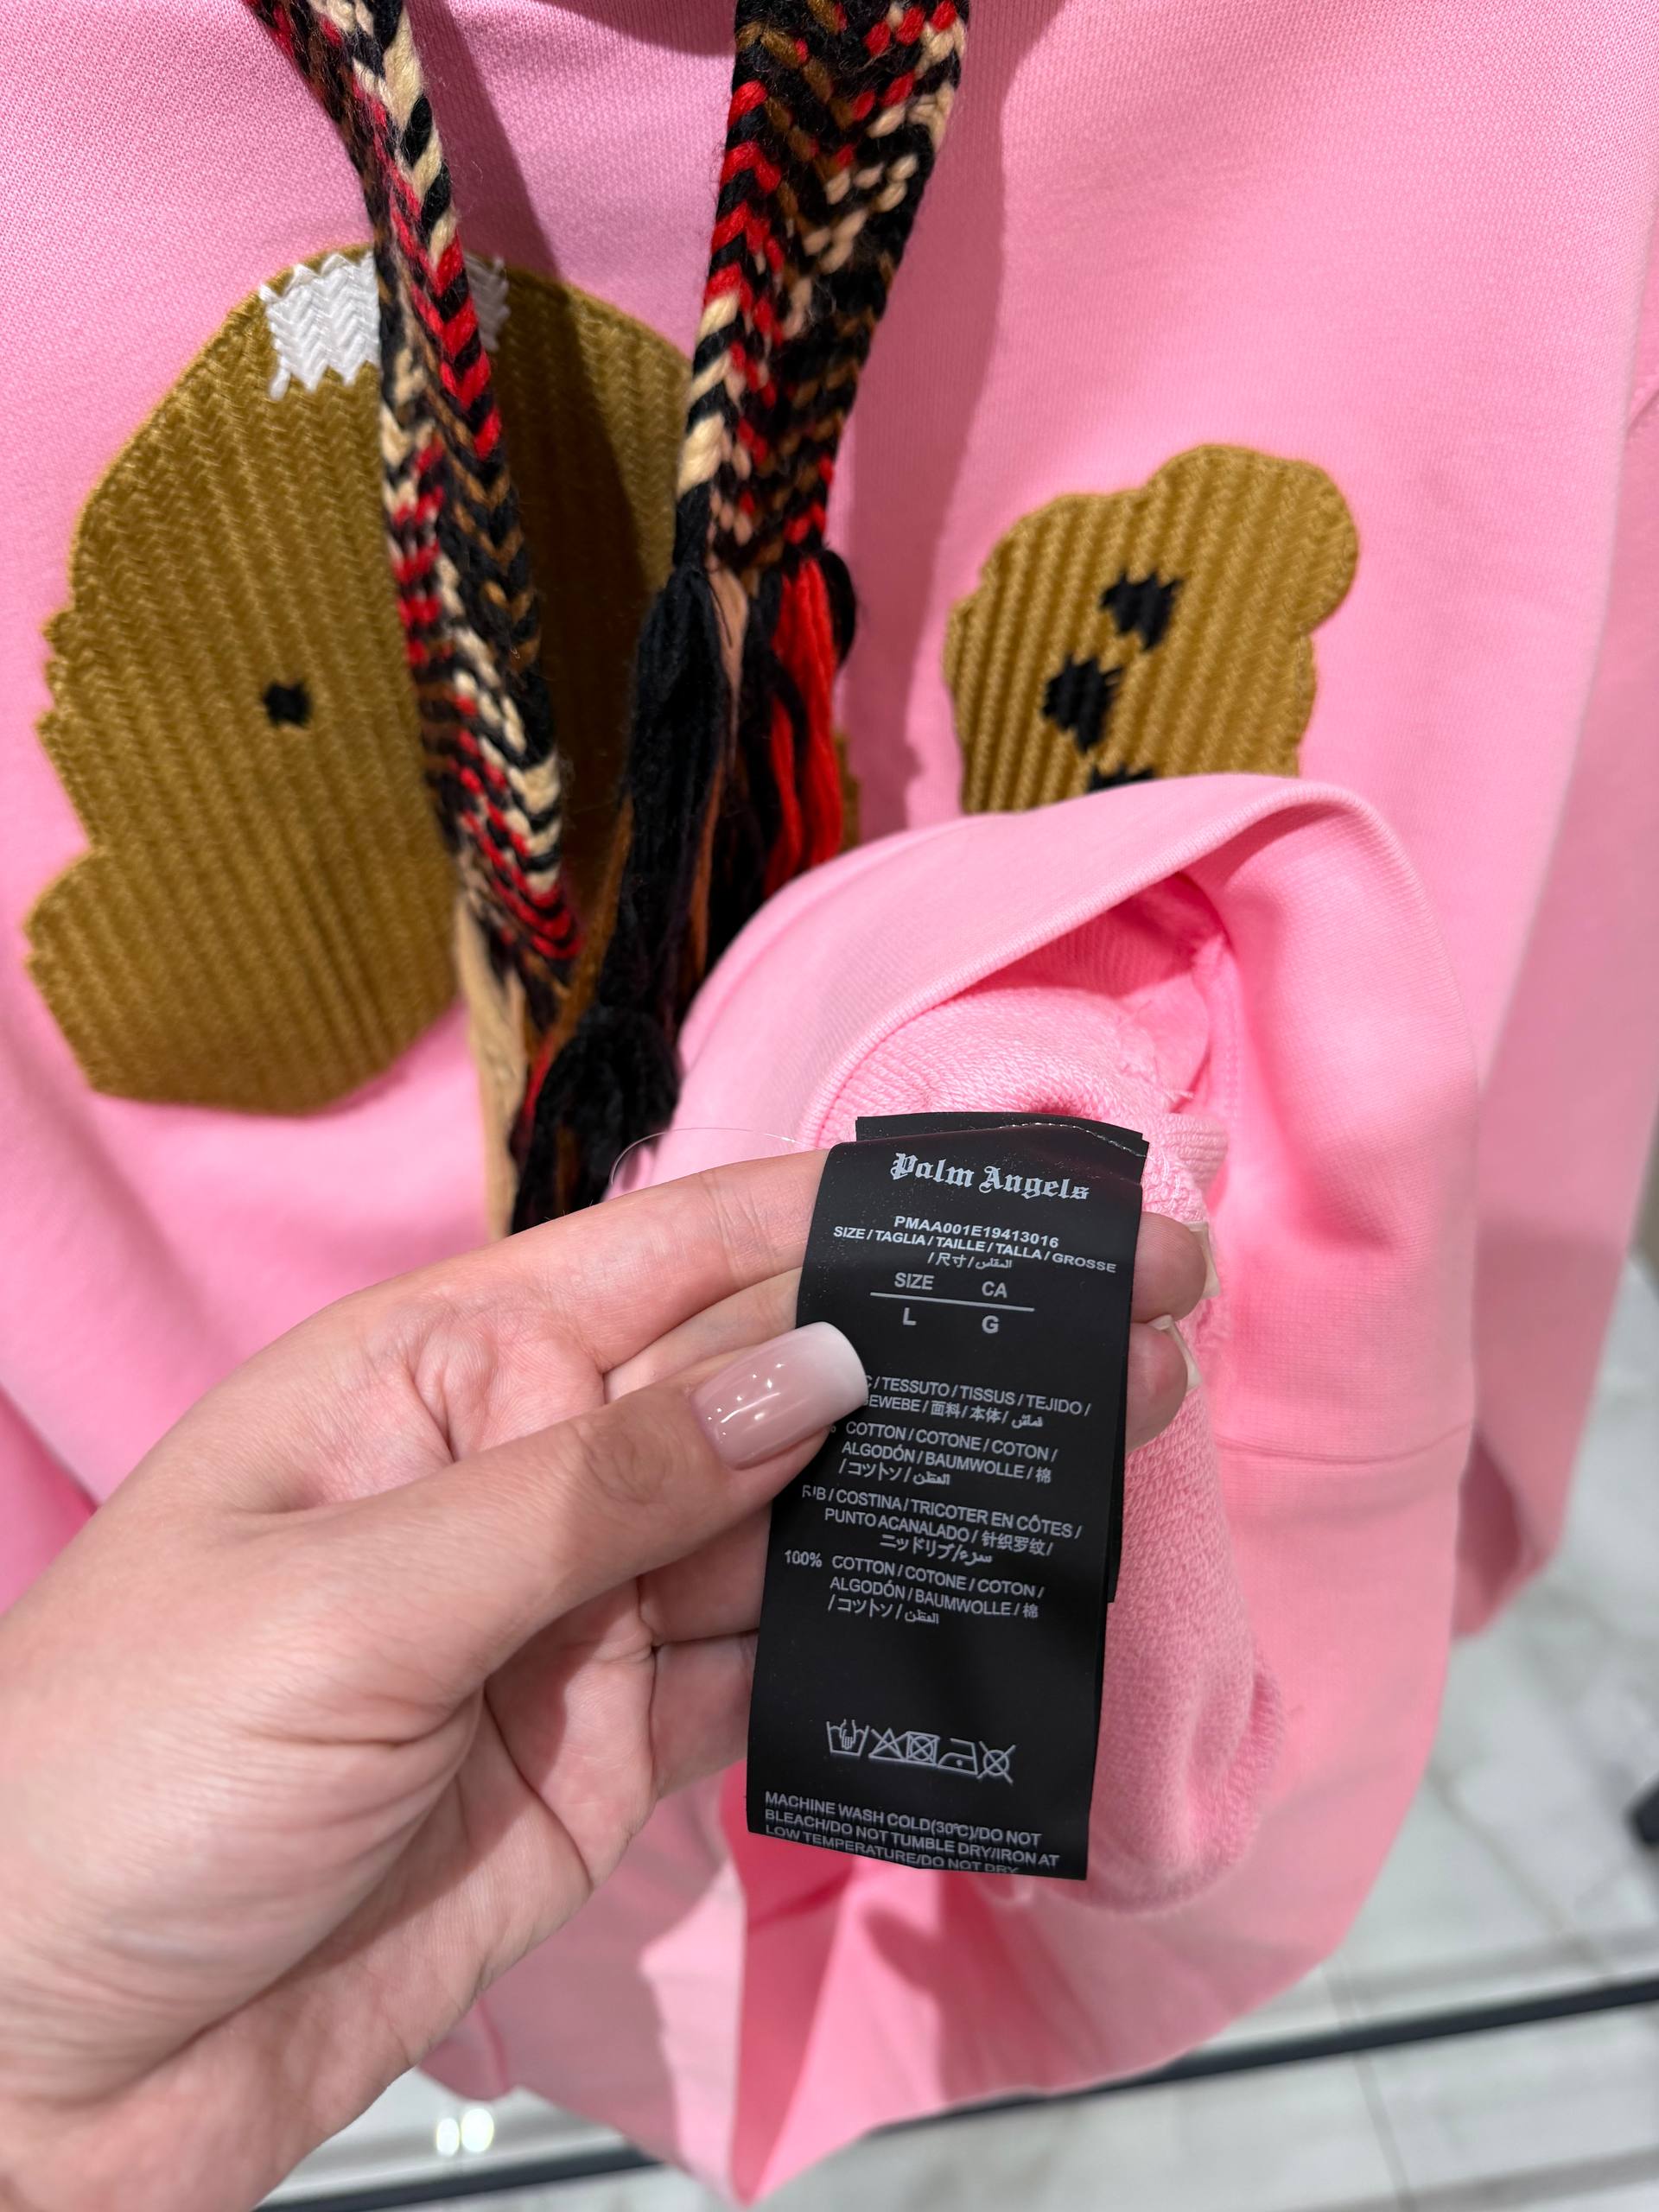 Palm Angels
PMAA001E19413016
SIZE / TAGLIA / TAILLE / TALLA / GROSSE
/ 尺寸 / المقاس
SIZE CA
L G
/ TESSUTO / TISSUS / TEJIDO /
/ 面料 / 本体 / قماش
COTTON / COTONE / COTON /
ALGODÓN / BAUMWOLLE / 棉
/ コットン / القطن
RIB / COSTINA / TRICOTER EN CÔTES /
PUNTO ACANALADO / 针织罗纹 /
ニッドリブ/
100% COTTON / COTONE / COTON /
ALGODÓN / BAUMWOLLE / 棉
/ コットン / القطن
MACHINE WASH COLD(30℃)/DO NOT
BLEACH/DO NOT TUMBLE DRY/IRON AT
LOW TEMPERATURE/DO NOT DRY